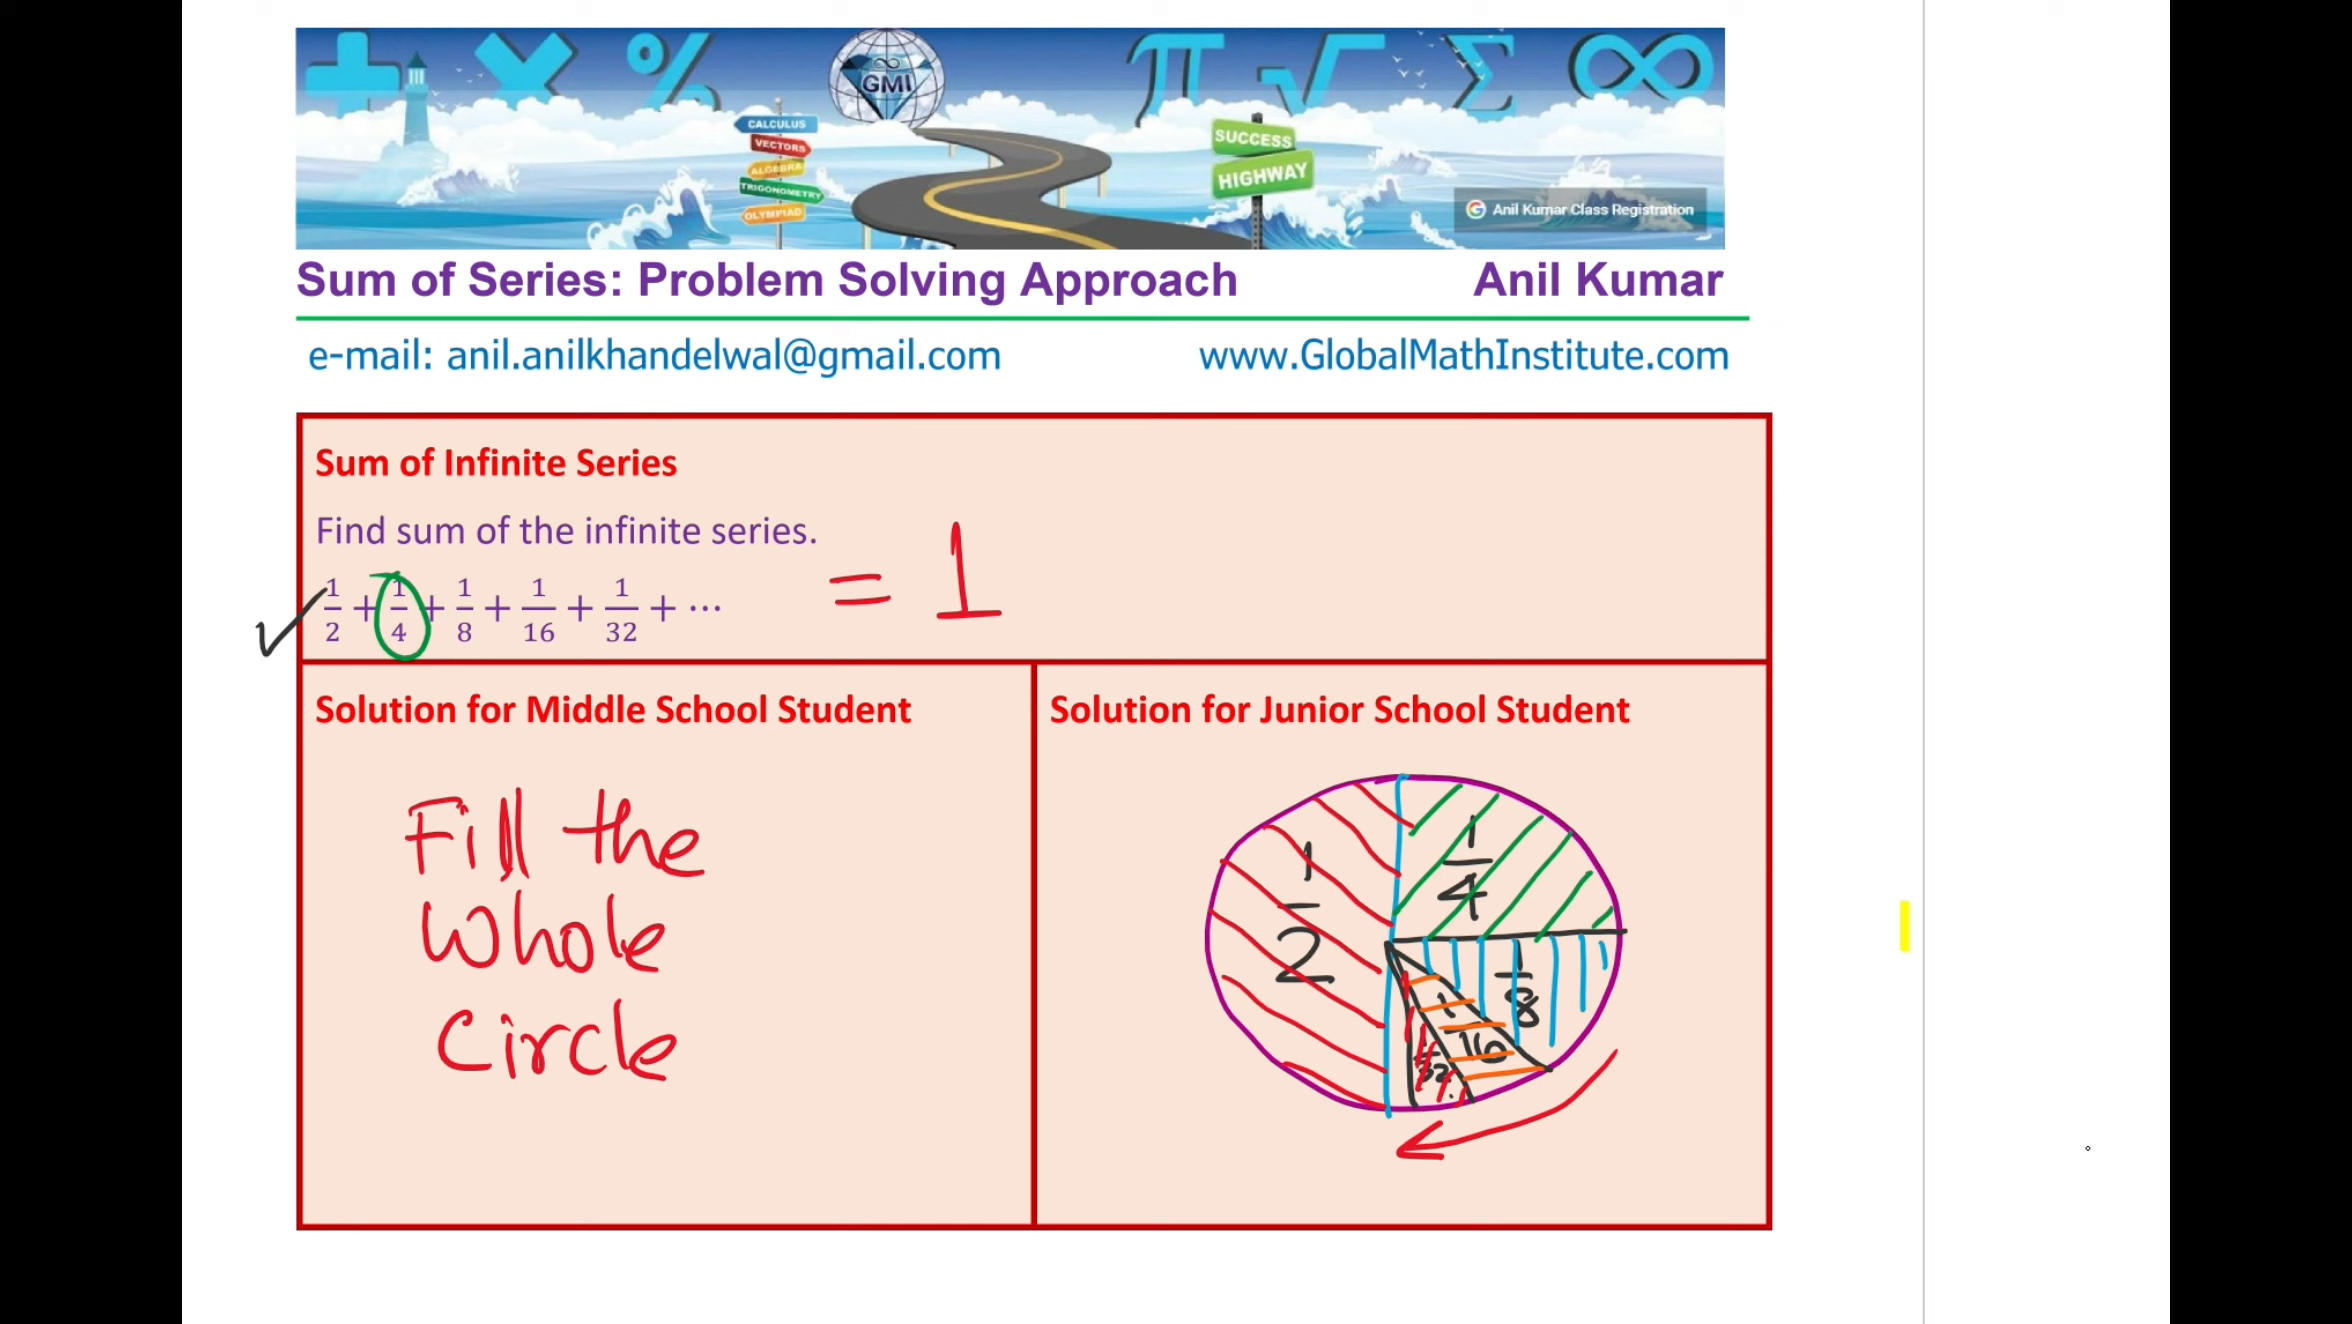 GMI
CALCULUS
VECTORS
ALGEBRA
TRIGONOMETRY
OLYMPIAD
SUCCESS
HIGHWAY
Anil Kumar Class Registration
Sum of Series: Problem Solving Approach Anil Kumar
e-mail: anil.anilkhandelwal@gmail.com www.GlobalMathInstitute.com
Sum of Infinite Series
Find sum of the infinite series.
1/2 + 1/4 + 1/8 + 1/16 + 1/32 + ⋯ = 1
Solution for Middle School Student
Fill the
Whole
Circle
Solution for Junior School Student
1/2
1/4
1/8
1/16
1/32